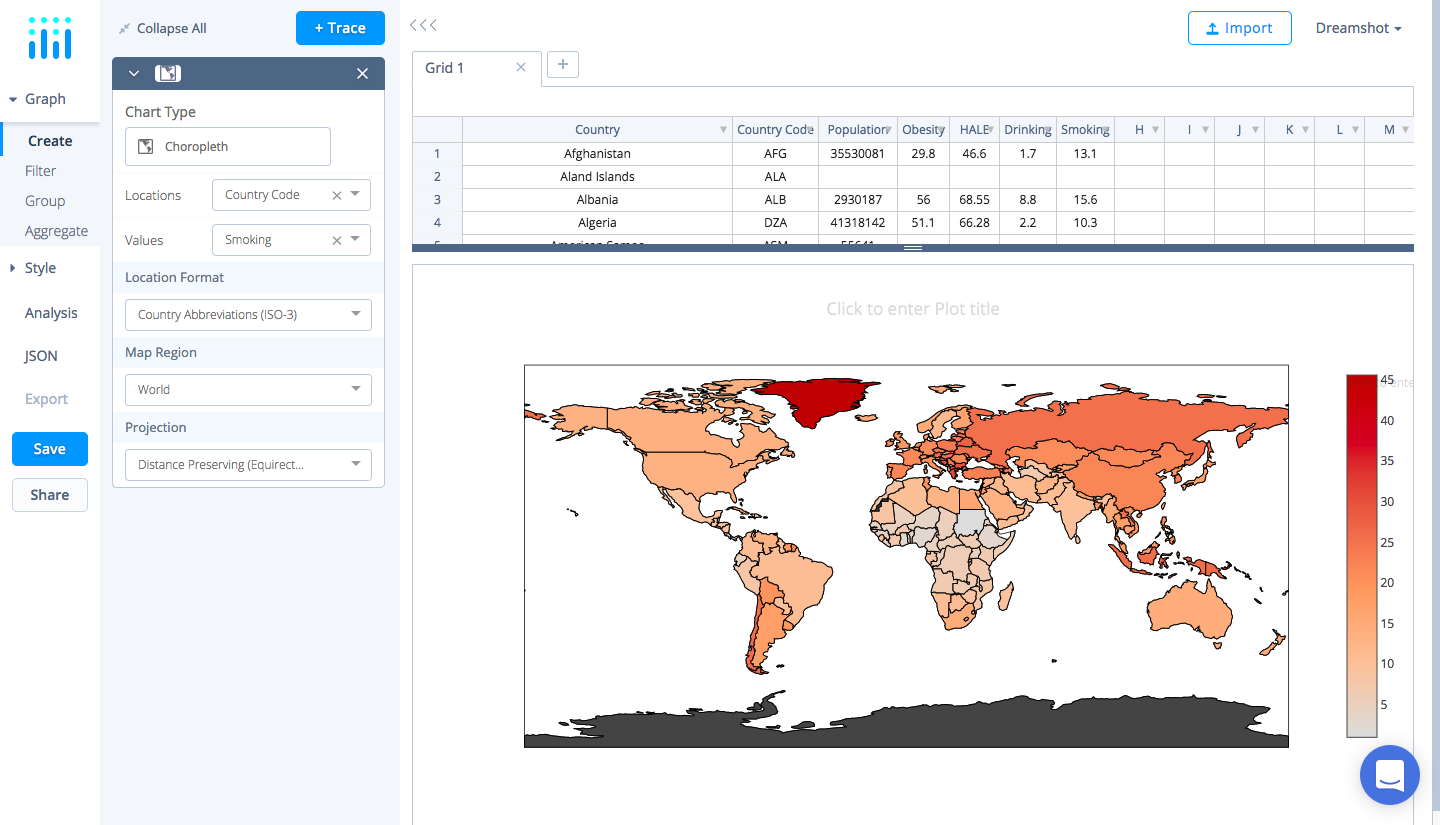 Collapse All
+ Trace
Import
Dreamshot
Graph
Create
Filter
Group
Aggregate
Style
Analysis
JSON
Export
Save
Share
Chart Type
Choropleth
Locations
Country Code
Values
Smoking
Location Format
Country Abbreviations (ISO-3)
Map Region
World
Projection
Distance Preserving (Equirect...
Grid 1
Country Country Code Population Obesity HALE Drinking Smoking H I J K L M
1 Afghanistan AFG 35530081 29.8 46.6 1.7 13.1
2 Aland Islands ALA
3 Albania ALB 2930187 56 68.55 8.8 15.6
4 Algeria DZA 41318142 51.1 66.28 2.2 10.3
5 American Samoa ASM 55641
Click to enter Plot title
45
40
35
30
25
20
15
10
5